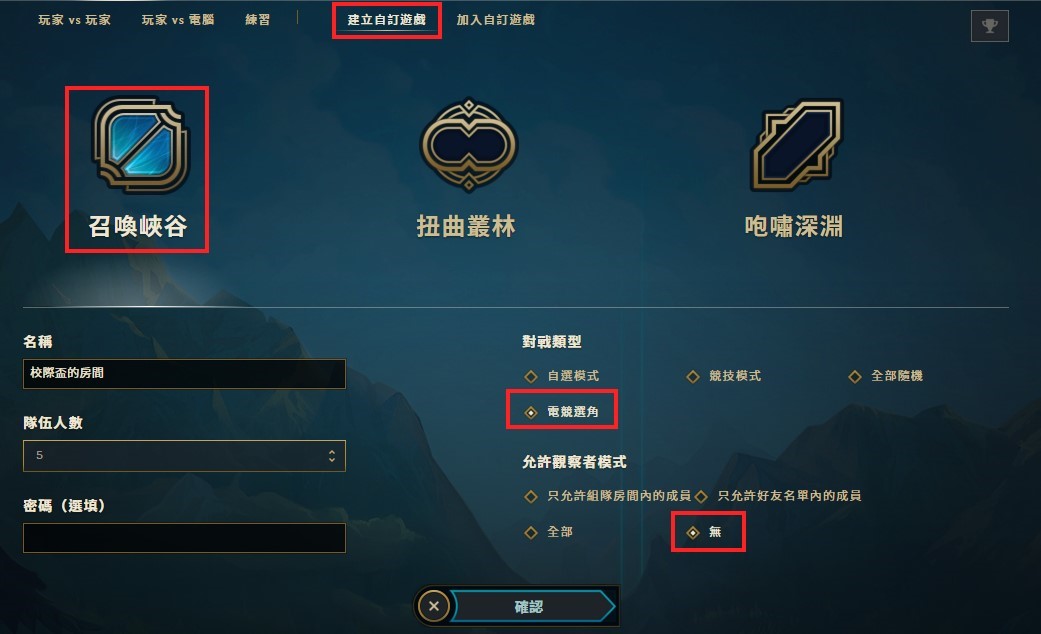 玩家 vs 玩家 玩家 vs 電腦 練習 建立自訂遊戲 加入自訂遊戲
召喚峽谷 扭曲叢林 咆嘯深淵
名稱 對戰類型
校際盃的房間 自選模式 競技模式 全部隨機
電競選角
隊伍人數
5 允許觀察者模式
只允許組隊房間內的成員 只允許好友名單內的成員
密碼（選填）
全部 無
確認